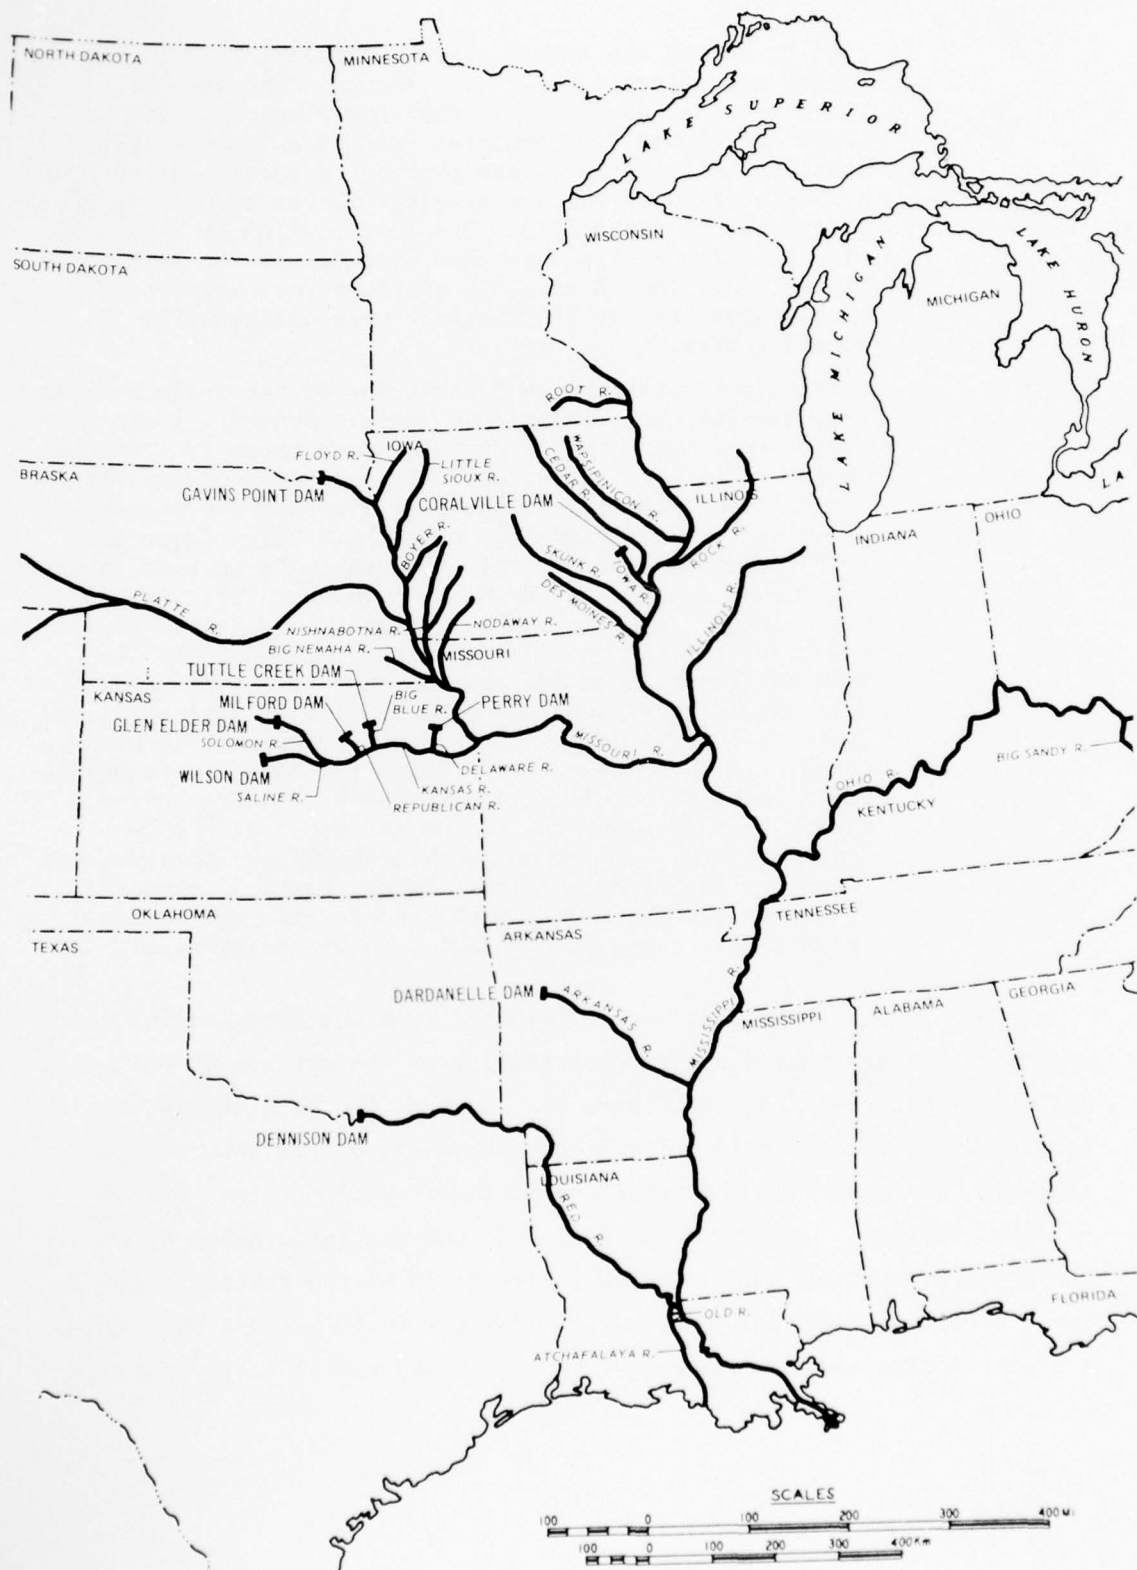 NORTH DAKOTA
MINNESOTA
LAKE SUPERIOR
WISCONSIN
SOUTH DAKOTA
LAKE MICHIGAN
MICHIGAN
LAKE HURON
ROOT R.
IOWA
FLOYD R.
LITTLE
SIOUX R.
WAPSIPINICON R.
CEDAR R.
BRASKA
GAVINS POINT DAM
CORALVILLE DAM
ILLINOIS
LA
OHIO
INDIANA
BOYER R.
SKUNK R.
IOWA R.
ROCK R.
DES MOINES R.
ILLINOIS R.
PLATTE R.
NISHNABOTNA R.
NODAWAY R.
BIG NEMAHA R.
MISSOURI
TUTTLE CREEK DAM
KANSAS
MILFORD DAM
BIG
BLUE R.
PERRY DAM
GLEN ELDER DAM
SOLOMON R.
MISSOURI R.
BIG SANDY R.
WILSON DAM
DELAWARE R.
SALINE R.
KANSAS R.
REPUBLICAN R.
OHIO R.
KENTUCKY
OKLAHOMA
TENNESSEE
TEXAS
ARKANSAS
DARDANELLE DAM
ARKANSAS R.
MISSISSIPPI R.
MISSISSIPPI
ALABAMA
GEORGIA
DENNISON DAM
LOUISIANA
RED R.
OLD R.
FLORIDA
ATCHAFALAYA R.
SCALES
100 0 100 200 300 400 Mi.
100 0 100 200 300 400 Km